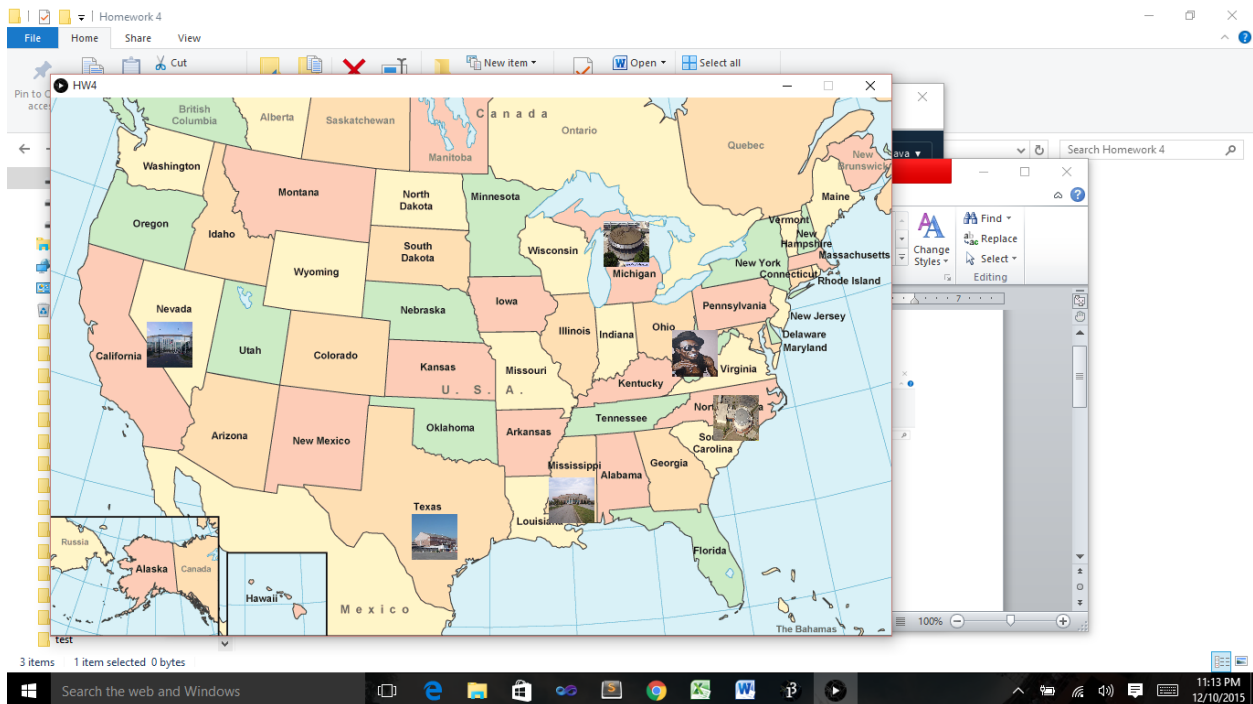 Homework 4
File Home Share View
Cut New item Open Select all
Pin to
HW4
Search Homework 4
British
Columbia
Alberta
Saskatchewan
Manitoba
Canada
Ontario
Quebec
New
Brunswick
Washington
Montana
North
Dakota
Minnesota
Maine
Oregon
Idaho
South
Dakota
Wisconsin
Michigan
Vermont
New
Hampshire
Massachusetts
New York
Connecticut
Rhode Island
Wyoming
Nevada
Nebraska
Iowa
Pennsylvania
New Jersey
Illinois
Indiana
Ohio
Delaware
Maryland
California
Utah
Colorado
Kansas
Missouri
Virginia
Kentucky
U. S. A.
Arizona
New Mexico
Oklahoma
Arkansas
Tennessee
Carolina
Mississippi
Alabama
Georgia
Texas
Florida
Russia
Alaska
Canada
Hawaii
Mexico
The Bahamas
Change
Styles
Find
Replace
Select
Editing
7
100%
test
3 items 1 item selected 0 bytes
Search the web and Windows
11:13 PM
12/10/2015